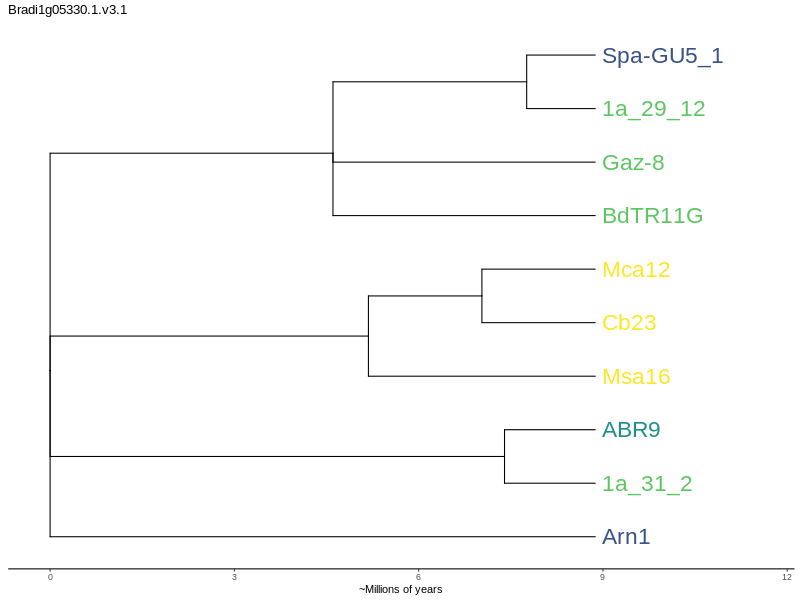 Bradi1g05330.1.v3.1
Spa-GU5_1
1a_29_12
Gaz-8
BdTR11G
Mca12
Cb23
Msa16
ABR9
1a_31_2
Arn1
0 3 6 9 12
~Millions of years